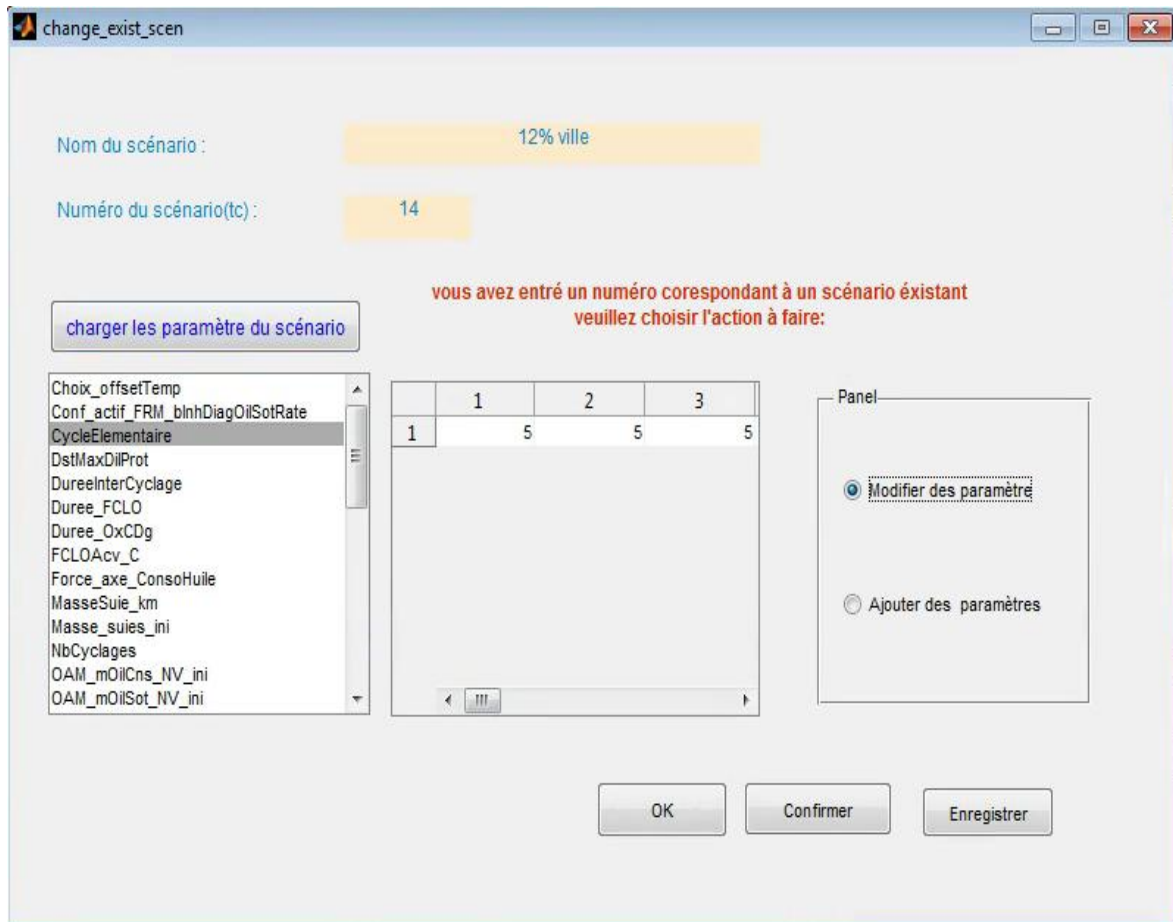 change_exist_scen
Nom du scénario :
12% ville
Numéro du scénario(tc) :
14
vous avez entré un numéro corespondant à un scénario éxistant
veuillez choisir l'action à faire:
charger les paramètre du scénario
Choix_offsetTemp
Conf_actif_FRM_bInhDiagOilSotRate
CycleElementaire
DstMaxDilProt
DureeInterCyclage
Duree_FCLO
Duree_OxCDg
FCLOAcv_C
Force_axe_ConsoHuile
MasseSuie_km
Masse_suies_ini
NbCyclages
OAM_mOilCns_NV_ini
OAM_mOilSot_NV_ini
1 2 3
1 5 5 5
Panel
Modifier des paramètre
Ajouter des paramètres
OK
Confirmer
Enregistrer